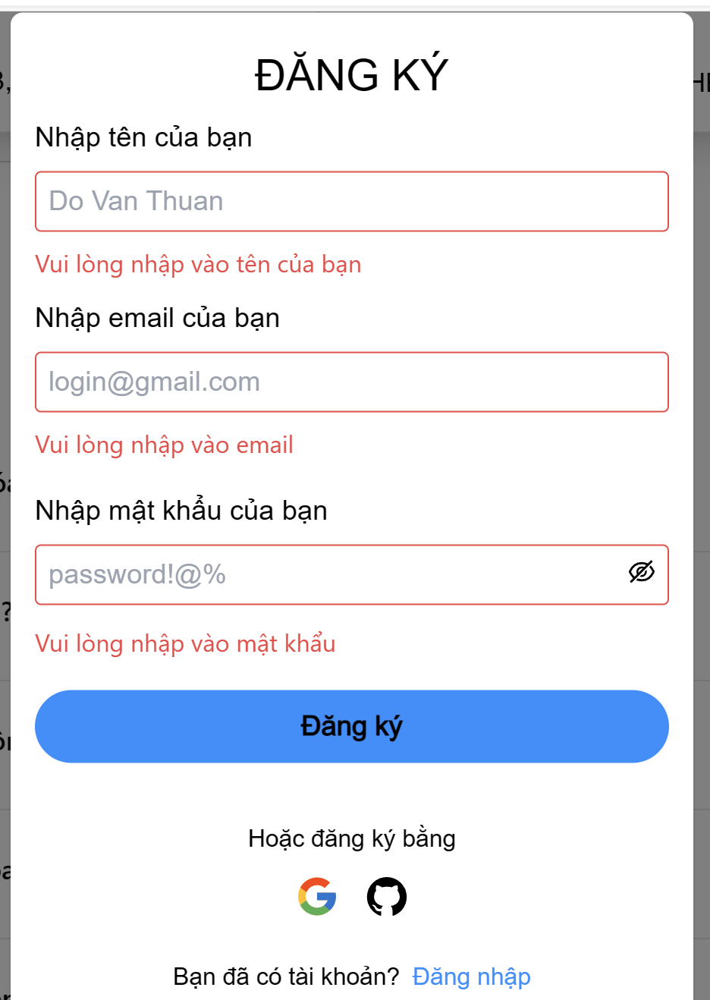 ĐĂNG KÝ
Nhập tên của bạn
Do Van Thuan
Vui lòng nhập vào tên của bạn
Nhập email của bạn
login@gmail.com
Vui lòng nhập vào email
Nhập mật khẩu của bạn
password!@%
Vui lòng nhập vào mật khẩu
Đăng ký
Hoặc đăng ký bằng
Bạn đã có tài khoản? Đăng nhập